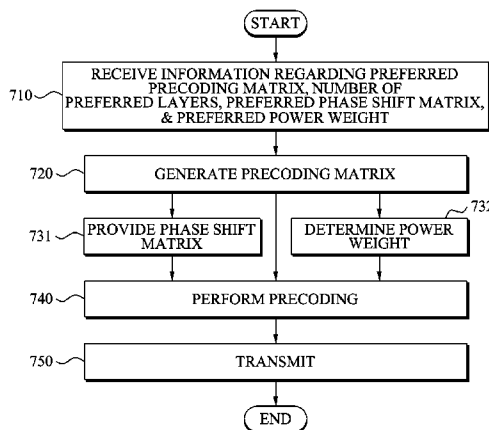 START
RECEIVE INFORMATION REGARDING PREFERRED
PRECODING MATRIX, NUMBER OF
PREFERRED LAYERS, PREFERRED PHASE SHIFT MATRIX,
& PREFERRED POWER WEIGHT
710
720
GENERATE PRECODING MATRIX
732
731
PROVIDE PHASE SHIFT
MATRIX
DETERMINE POWER
WEIGHT
740
PERFORM PRECODING
750
TRANSMIT
END